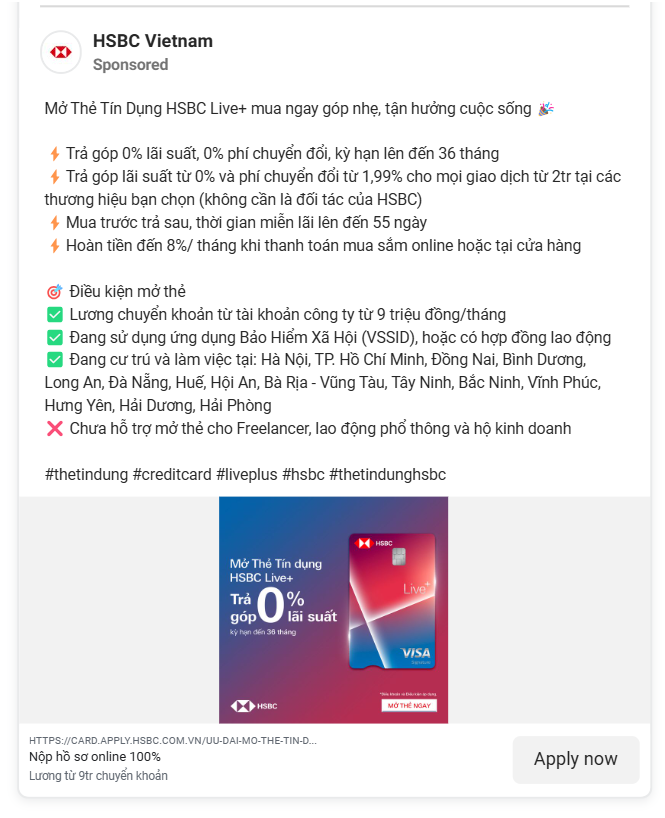 HSBC Vietnam
Sponsored
Mở Thẻ Tín Dụng HSBC Live+ mua ngay góp nhẹ, tận hưởng cuộc sống 🎉
⚡ Trả góp 0% lãi suất, 0% phí chuyển đổi, kỳ hạn lên đến 36 tháng
⚡ Trả góp lãi suất từ 0% và phí chuyển đổi từ 1,99% cho mọi giao dịch từ 2tr tại các
thương hiệu bạn chọn (không cần là đối tác của HSBC)
⚡ Mua trước trả sau, thời gian miễn lãi lên đến 55 ngày
⚡ Hoàn tiền đến 8%/ tháng khi thanh toán mua sắm online hoặc tại cửa hàng
🎯 Điều kiện mở thẻ
✅ Lương chuyển khoản từ tài khoản công ty từ 9 triệu đồng/tháng
✅ Đang sử dụng ứng dụng Bảo Hiểm Xã Hội (VSSID), hoặc có hợp đồng lao động
✅ Đang cư trú và làm việc tại: Hà Nội, TP. Hồ Chí Minh, Đồng Nai, Bình Dương,
Long An, Đà Nẵng, Huế, Hội An, Bà Rịa - Vũng Tàu, Tây Ninh, Bắc Ninh, Vĩnh Phúc,
Hưng Yên, Hải Dương, Hải Phòng
❌ Chưa hỗ trợ mở thẻ cho Freelancer, lao động phổ thông và hộ kinh doanh
#thetindung #creditcard #liveplus #hsbc #thetindunghsbc
Mở Thẻ Tín dụng
HSBC Live+
Trả góp 0% lãi suất
kỳ hạn đến 36 tháng
HSBC
Live+
VISA
Signature
HSBC
*Điều khoản và Điều kiện áp dụng.
MỞ THẺ NGAY
HTTPS://CARD.APPLY.HSBC.COM.VN/UU-DAI-MO-THE-TIN-D...
Nộp hồ sơ online 100%
Lương từ 9tr chuyển khoản
Apply now